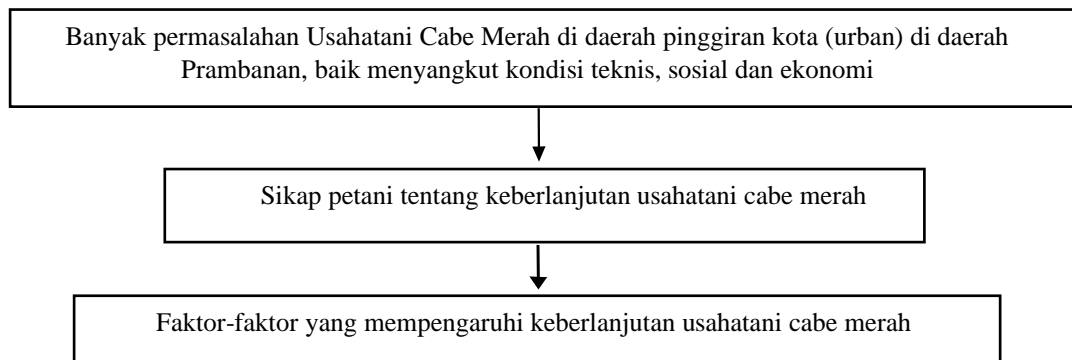 Banyak permasalahan Usahatani Cabe Merah di daerah pinggiran kota (urban) di daerah
Prambanan, baik menyangkut kondisi teknis, sosial dan ekonomi
Sikap petani tentang keberlanjutan usahatani cabe merah
Faktor-faktor yang mempengaruhi keberlanjutan usahatani cabe merah